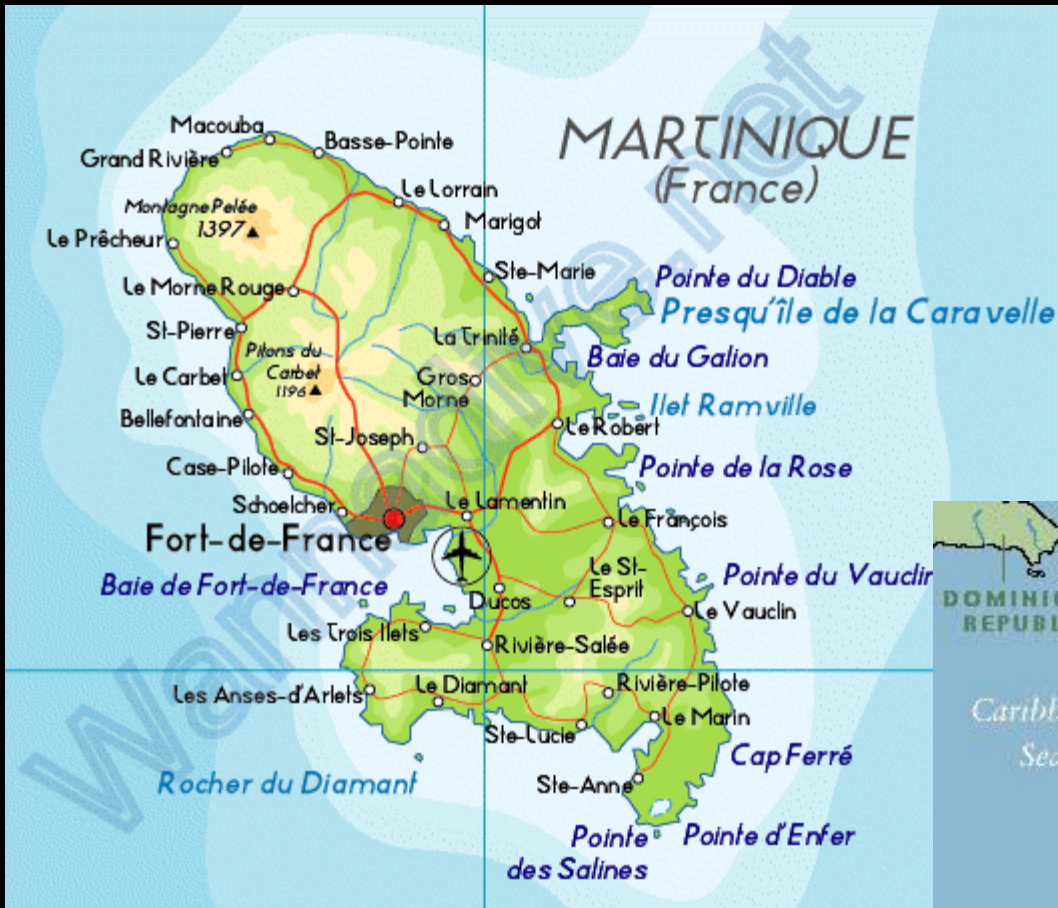 MARTINIQUE
(France)
Macouba
Basse-Pointe
Grand Rivière
Le Lorrain
Montagne Pelée
1397
Marigot
Le Prêcheur
Ste-Marie
Pointe du Diable
Le Morne Rouge
Presqu'île de la Caravelle
St-Pierre
La Trinité
Pitons du
Carbet
1196
Baie du Galion
Le Carbet
Gros
Morne
Ilet Ramville
Bellefontaine
Le Robert
St-Joseph
Case-Pilote
Pointe de la Rose
Schoelcher
Le Lamentin
Le François
Fort-de-France
Baie de Fort-de-France
Le St-
Esprit
Pointe du Vauclin
Ducos
Le Vauclin
Les Trois Ilets
Rivière-Salée
Les Anses-d'Arlets
Le Diamant
Rivière-Pilote
Ste-Lucie
Le Marin
Cap Ferré
Rocher du Diamant
Ste-Anne
Pointe
des Salines
Pointe d'Enfer
DOMINIC
REPUBL
Caribb
Sea